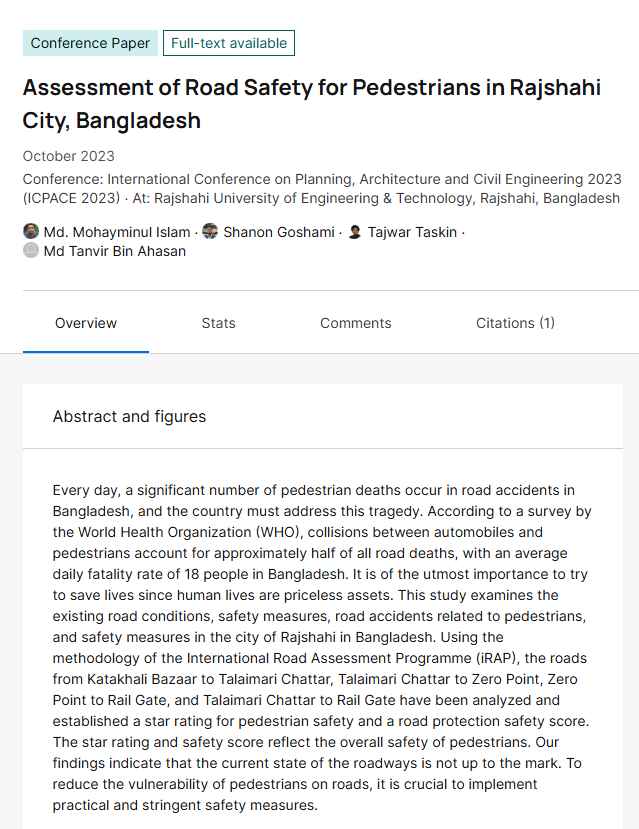 Conference Paper Full-text available
Assessment of Road Safety for Pedestrians in Rajshahi
City, Bangladesh
October 2023
Conference: International Conference on Planning, Architecture and Civil Engineering 2023
(ICPACE 2023) · At: Rajshahi University of Engineering & Technology, Rajshahi, Bangladesh
Md. Mohayminul Islam · Shanon Goshami · Tajwar Taskin ·
Md Tanvir Bin Ahasan
Overview Stats Comments Citations (1)
Abstract and figures
Every day, a significant number of pedestrian deaths occur in road accidents in
Bangladesh, and the country must address this tragedy. According to a survey by
the World Health Organization (WHO), collisions between automobiles and
pedestrians account for approximately half of all road deaths, with an average
daily fatality rate of 18 people in Bangladesh. It is of the utmost importance to try
to save lives since human lives are priceless assets. This study examines the
existing road conditions, safety measures, road accidents related to pedestrians,
and safety measures in the city of Rajshahi in Bangladesh. Using the
methodology of the International Road Assessment Programme (iRAP), the roads
from Katakhali Bazaar to Talaimari Chattar, Talaimari Chattar to Zero Point, Zero
Point to Rail Gate, and Talaimari Chattar to Rail Gate have been analyzed and
established a star rating for pedestrian safety and a road protection safety score.
The star rating and safety score reflect the overall safety of pedestrians. Our
findings indicate that the current state of the roadways is not up to the mark. To
reduce the vulnerability of pedestrians on roads, it is crucial to implement
practical and stringent safety measures.